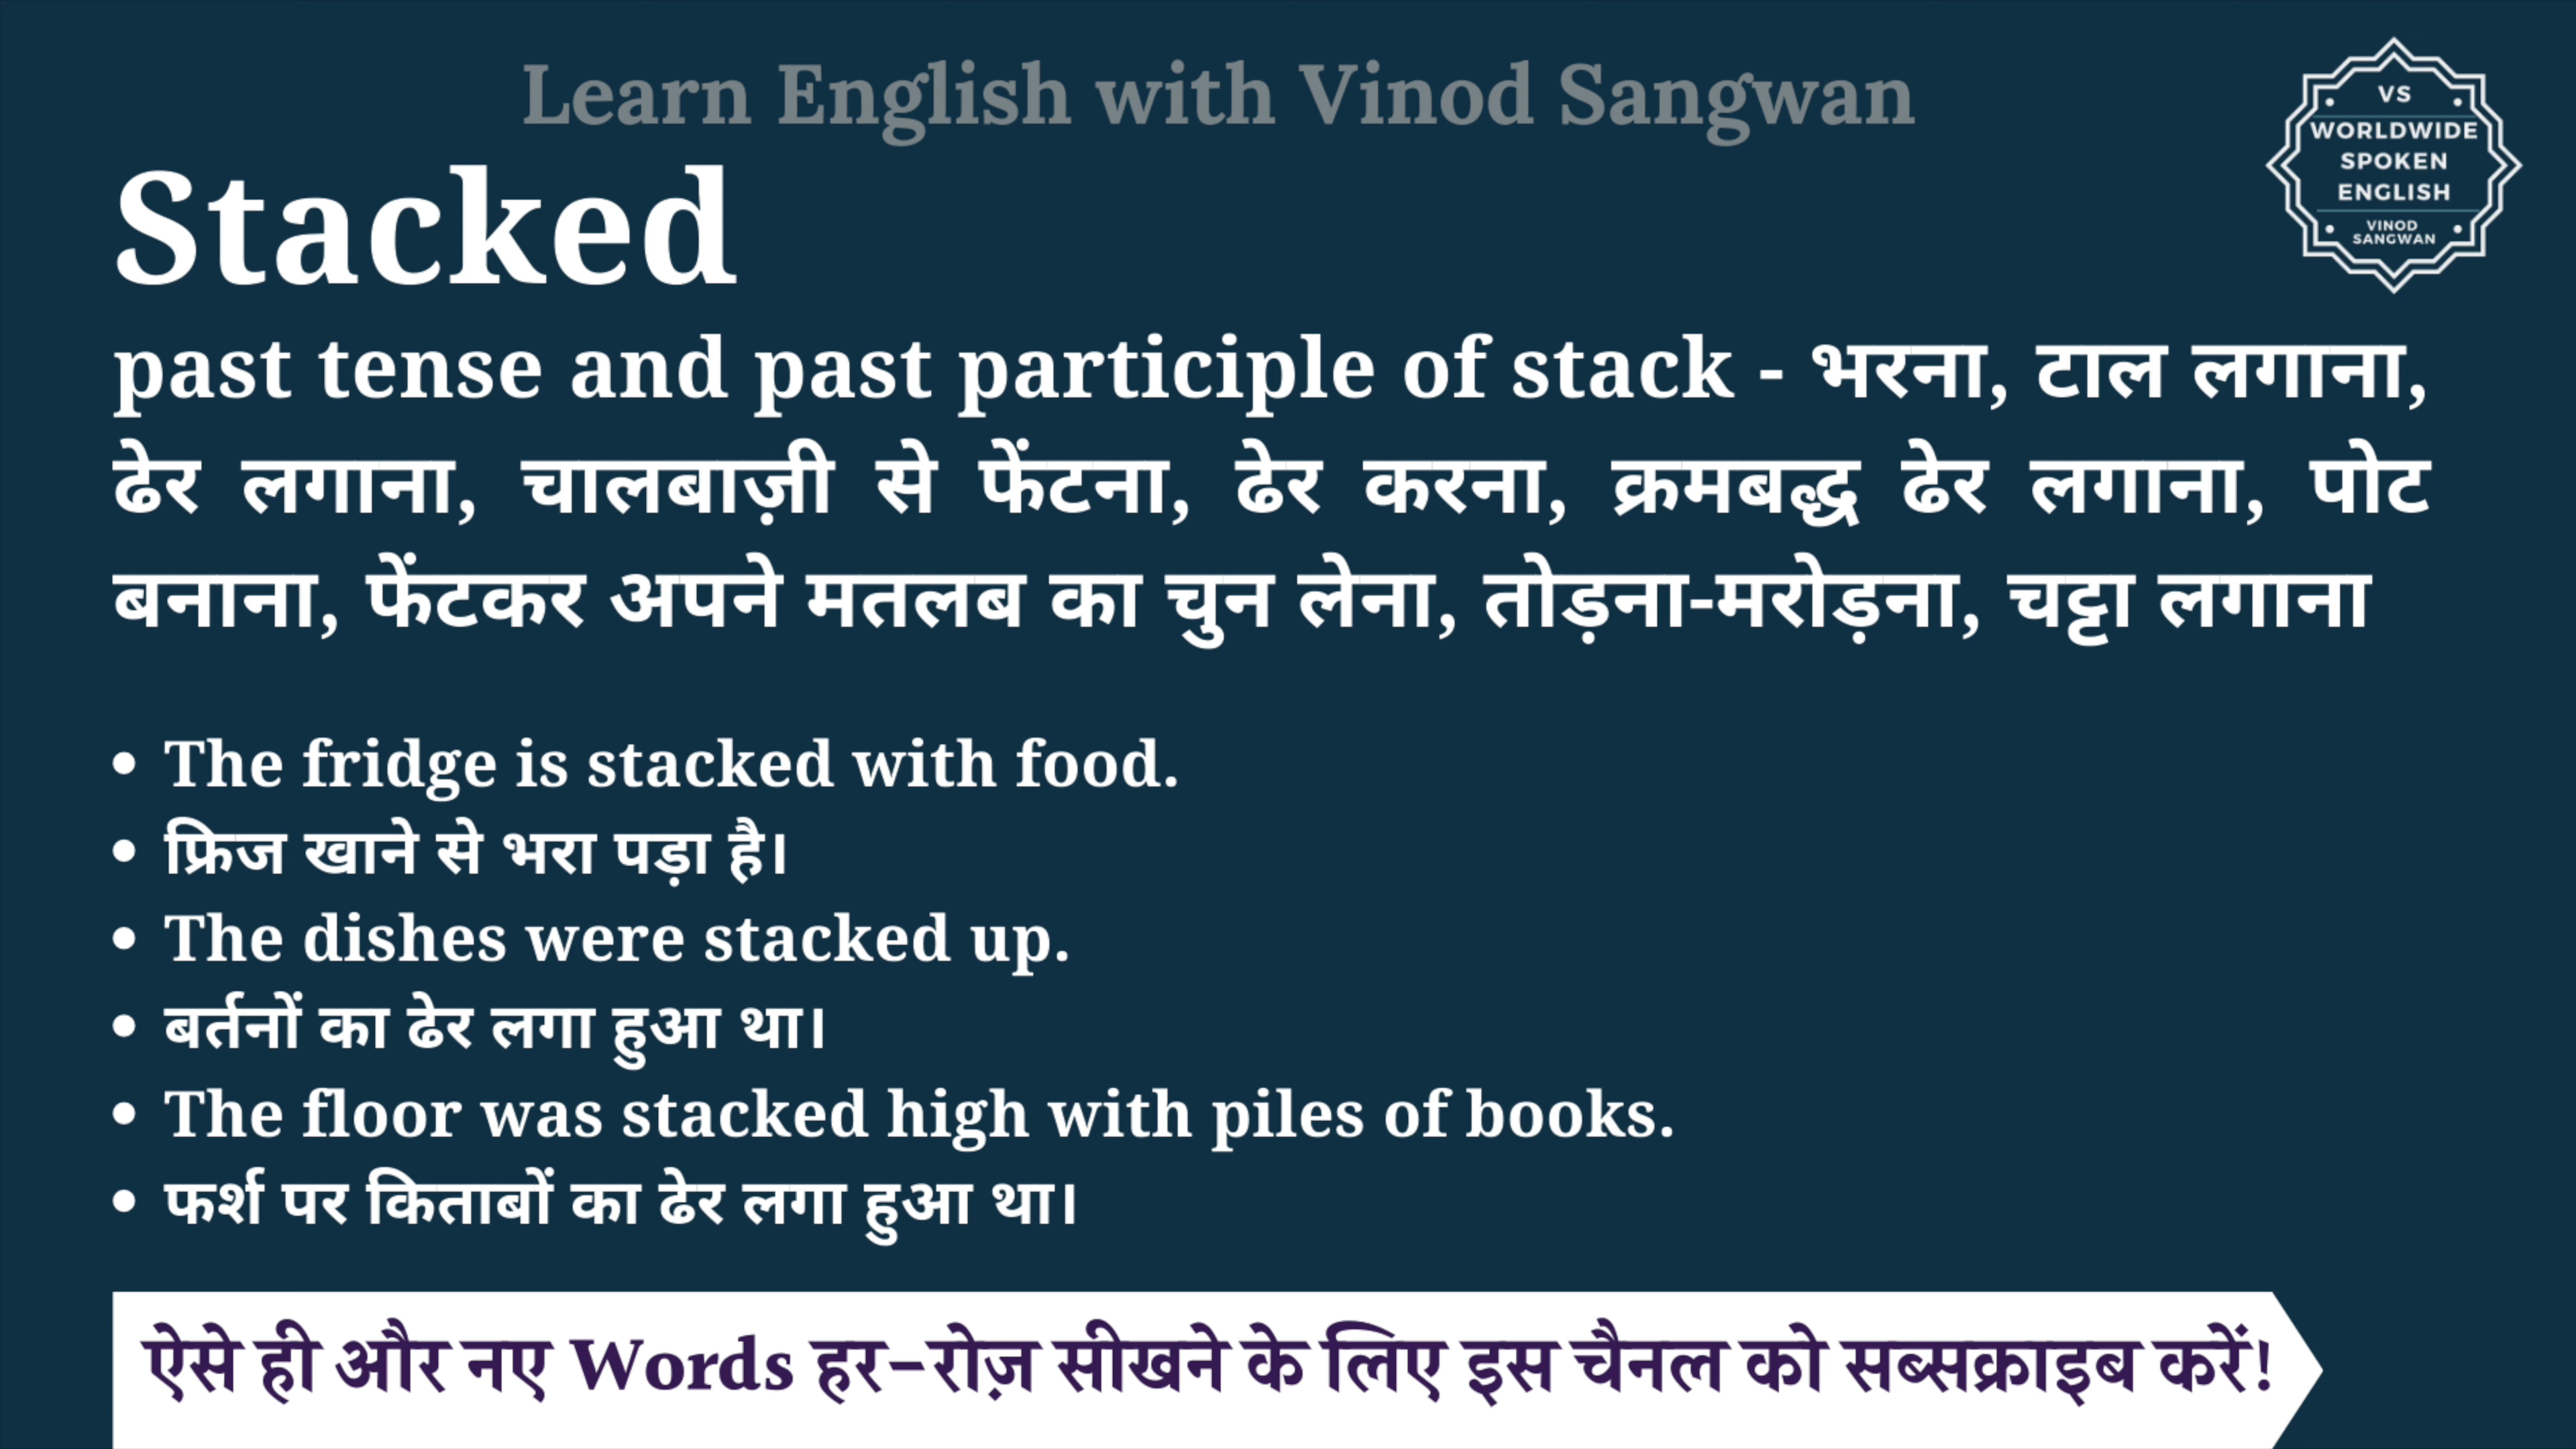 Learn English with Vinod Sangwan
VS
WORLDWIDE
SPOKEN
ENGLISH
VINOD
SANGWAN
Stacked
past tense and past participle of stack - भरना, टाल लगाना,
ढेर लगाना, चालबाज़ी से फेंटना, ढेर करना, क्रमबद्ध ढेर लगाना, पोट
बनाना, फेंटकर अपने मतलब का चुन लेना, तोड़ना-मरोड़ना, चट्टा लगाना
• The fridge is stacked with food.
• फ्रिज खाने से भरा पड़ा है।
• The dishes were stacked up.
• बर्तनों का ढेर लगा हुआ था।
• The floor was stacked high with piles of books.
• फर्श पर किताबों का ढेर लगा हुआ था।
ऐसे ही और नए Words हर-रोज़ सीखने के लिए इस चैनल को सब्सक्राइब करें!